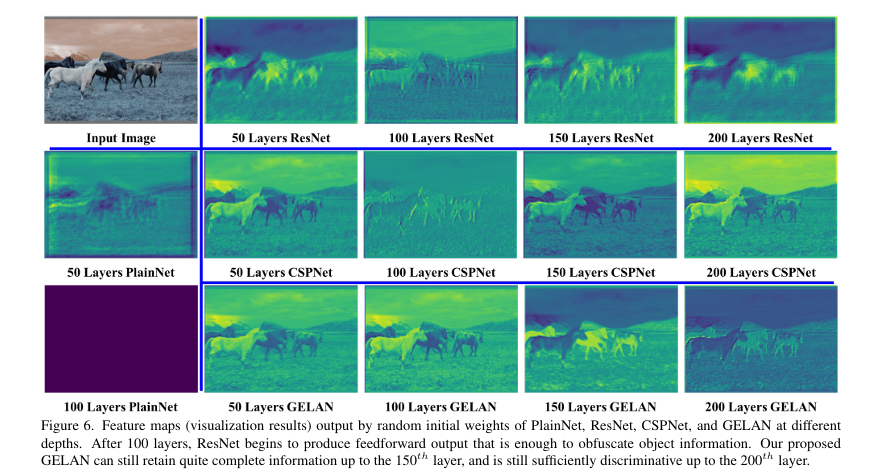 Input Image
50 Layers ResNet
100 Layers ResNet
150 Layers ResNet
200 Layers ResNet
50 Layers PlainNet
50 Layers CSPNet
100 Layers CSPNet
150 Layers CSPNet
200 Layers CSPNet
100 Layers PlainNet
50 Layers GELAN
100 Layers GELAN
150 Layers GELAN
200 Layers GELAN
Figure 6. Feature maps (visualization results) output by random initial weights of PlainNet, ResNet, CSPNet, and GELAN at different
depths. After 100 layers, ResNet begins to produce feedforward output that is enough to obfuscate object information. Our proposed
GELAN can still retain quite complete information up to the 150th layer, and is still sufficiently discriminative up to the 200th layer.